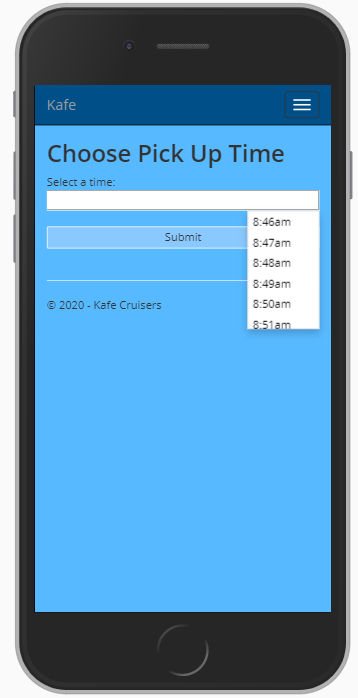 Kafe
Choose Pick Up Time
Select a time:
Submit
8:46am
8:47am
8:48am
8:49am
8:50am
8:51am
© 2020 - Kafe Cruisers